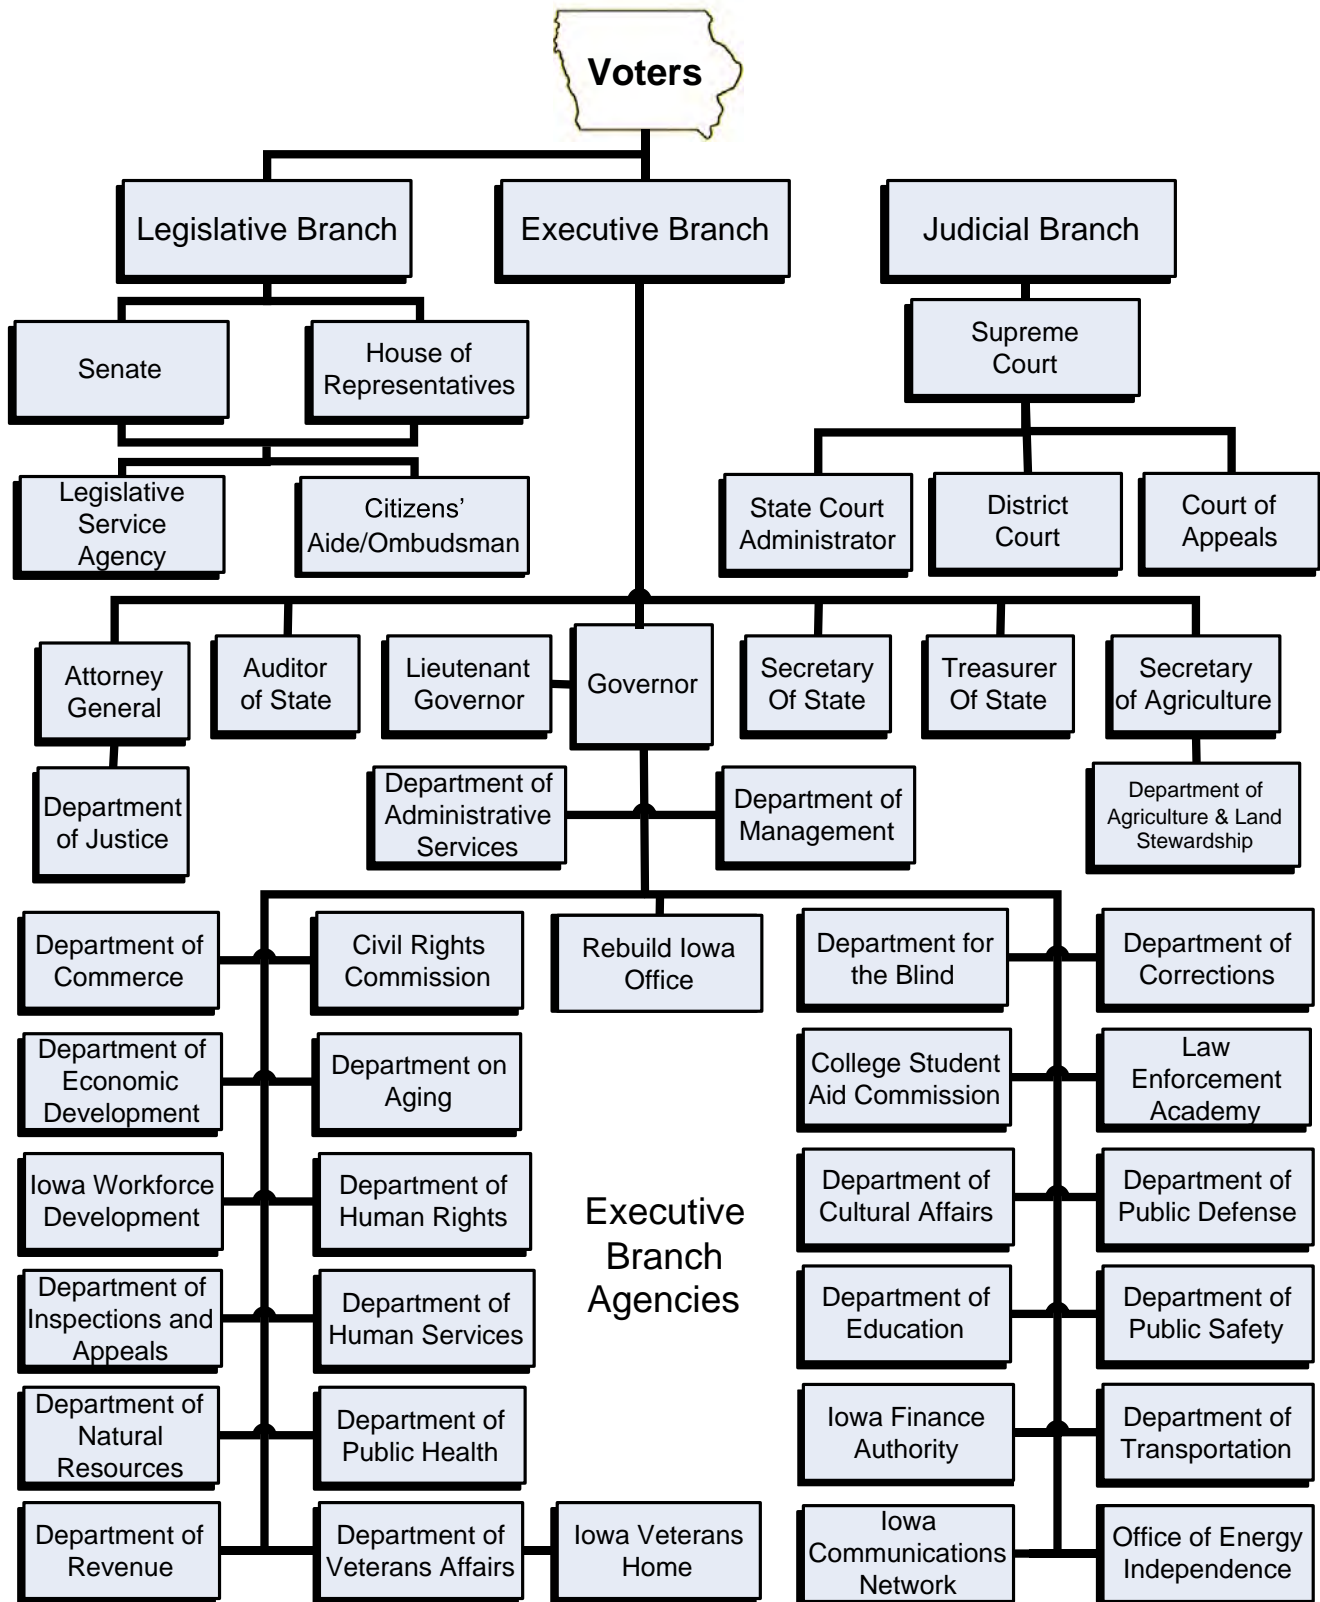 Voters
Legislative Branch
Executive Branch
Judicial Branch
Senate
House of
Representatives
Supreme
Court
Legislative
Service
Agency
Citizens'
Aide/Ombudsman
State Court
Administrator
District
Court
Court of
Appeals
Attorney
General
Auditor
of State
Lieutenant
Governor
Governor
Secretary
Of State
Treasurer
Of State
Secretary
of Agriculture
Department
of Justice
Department of
Administrative
Services
Department of
Management
Department of
Agriculture & Land
Stewardship
Department of
Commerce
Civil Rights
Commission
Rebuild Iowa
Office
Department for
the Blind
Department of
Corrections
Department of
Economic
Development
Department on
Aging
College Student
Aid Commission
Law
Enforcement
Academy
Iowa Workforce
Development
Department of
Human Rights
Executive
Branch
Agencies
Department of
Cultural Affairs
Department of
Public Defense
Department of
Inspections and
Appeals
Department of
Human Services
Department of
Education
Department of
Public Safety
Department of
Natural
Resources
Department of
Public Health
Iowa Finance
Authority
Department of
Transportation
Department of
Revenue
Department of
Veterans Affairs
Iowa Veterans
Home
Iowa
Communications
Network
Office of Energy
Independence